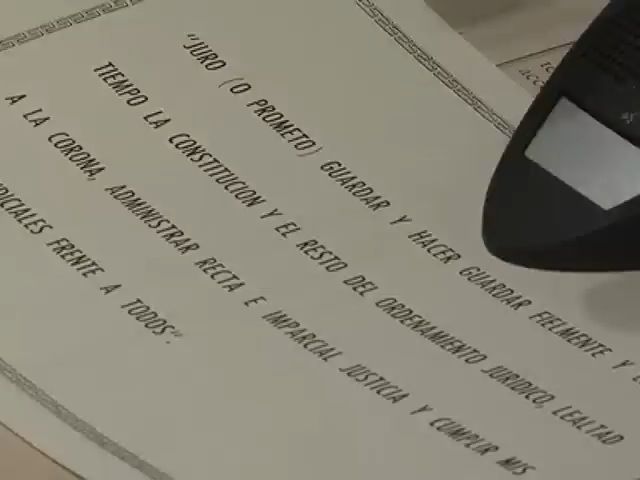 "JURO (O PROMETO) GUARDAR Y HACER GUARDAR FIELMENTE Y
TIEMPO LA CONSTITUCION Y EL RESTO DEL ORDENAMIENTO JURIDICO, LEALTAD
A LA CORONA, ADMINISTRAR RECTA E IMPARCIAL JUSTICIA Y CUMPLIR MIS
FRENTE A TODOS".